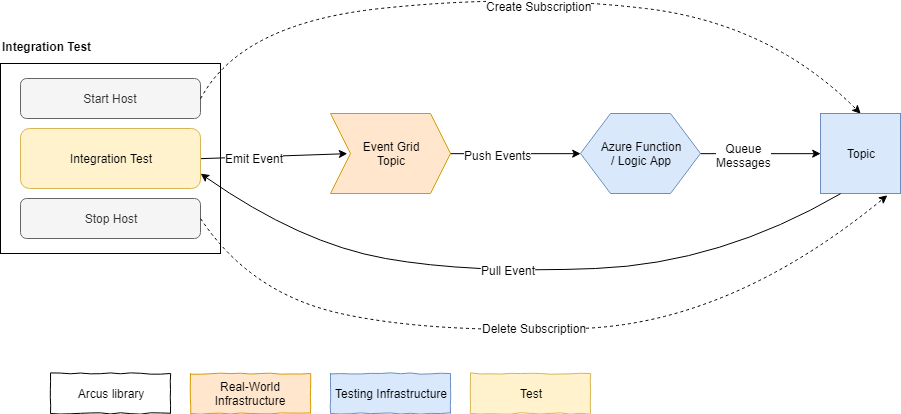 Create Subscription
Integration Test
Start Host
Integration Test
Stop Host
Emit Event
Event Grid
Topic
Push Events
Azure Function
/ Logic App
Queue
Messages
Topic
Pull Event
Delete Subscription
Arcus library
Real-World
Infrastructure
Testing Infrastructure
Test